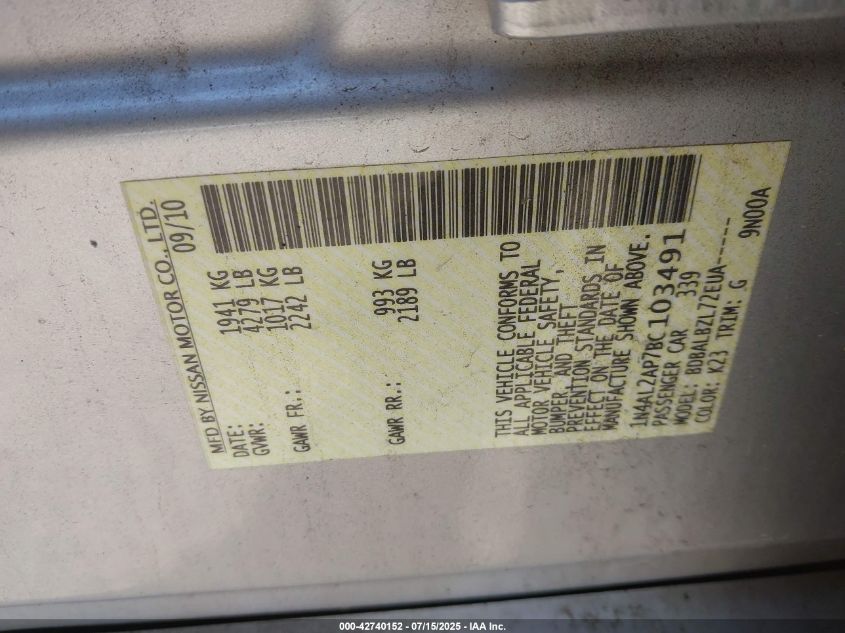 MFD BY NISSAN MOTOR CO., LTD.
DATE: 09/10
GVWR: 1941 KG
4279 LB
GAWR FR.: 1017 KG
2242 LB
GAWR RR.: 993 KG
2189 LB
THIS VEHICLE CONFORMS TO
ALL APPLICABLE FEDERAL
MOTOR VEHICLE SAFETY,
BUMPER, AND THEFT
PREVENTION STANDARDS IN
EFFECT ON THE DATE OF
MANUFACTURE SHOWN ABOVE.
1N4AL2AP7BC103491
PASSENGER CAR 339
MODEL: BDBALBZL72EUA-----
COLOR: K23 TRIM: G 9N00A
000-42740152 - 07/15/2025 - IAA Inc.